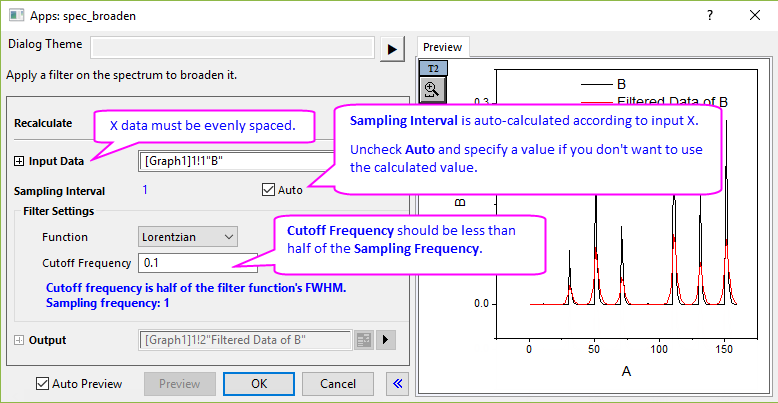 Apps: spec_broaden
Dialog Theme
Apply a filter on the spectrum to broaden it.
Recalculate
X data must be evenly spaced.
Sampling Interval is auto-calculated according to input X.
Uncheck Auto and specify a value if you don't want to use
the calculated value.
Input Data
[Graph1]1!1"B"
Sampling Interval
1
Auto
Filter Settings
Function
Lorentzian
Cutoff Frequency
0.1
Cutoff Frequency should be less than
half of the Sampling Frequency.
Cutoff frequency is half of the filter function's FWHM.
Sampling frequency: 1
Output
[Graph1]1!2"Filtered Data of B"
Auto Preview
Preview
OK
Cancel
Preview
T2
B
Filtered Data of B
0.3
0.0
B
0
50
100
150
A